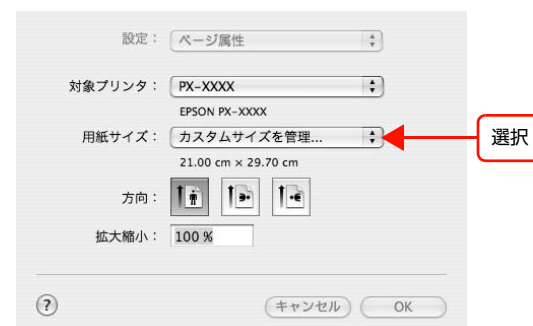 設定： ページ属性
対象プリンタ： PX-XXXX
EPSON PX-XXXX
用紙サイズ： カスタムサイズを管理... 選択
21.00 cm × 29.70 cm
方向：
拡大縮小： 100 %
? キャンセル OK